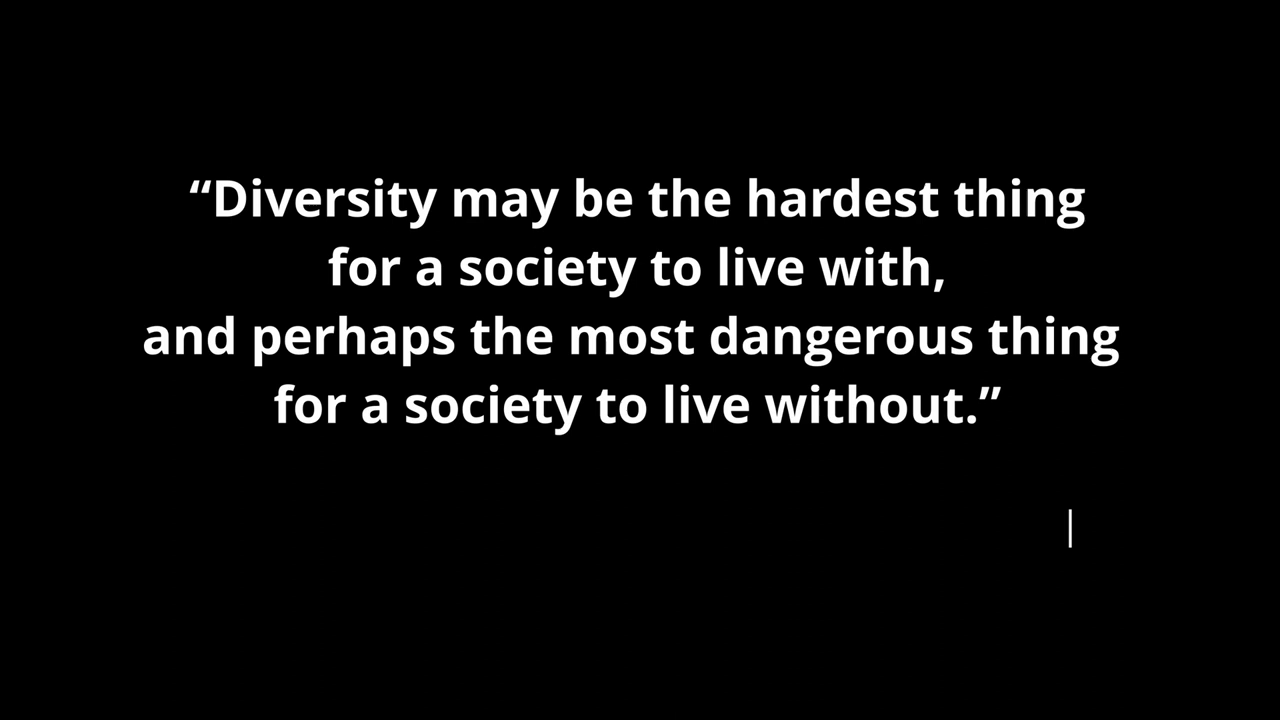 “Diversity may be the hardest thing
for a society to live with,
and perhaps the most dangerous thing
for a society to live without.”